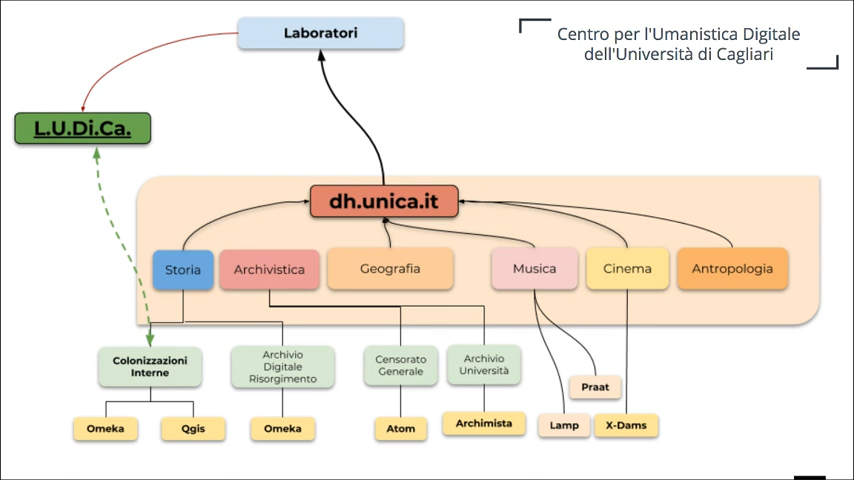 Laboratori
Centro per l'Umanistica Digitale
dell'Università di Cagliari
L.U.Di.Ca.
dh.unica.it
Storia
Archivistica
Geografia
Musica
Cinema
Antropologia
Colonizzazioni
Interne
Archivio
Digitale
Risorgimento
Censorato
Generale
Archivio
Università
Praat
Omeka
Qgis
Omeka
Atom
Archimista
Lamp
X-Dams